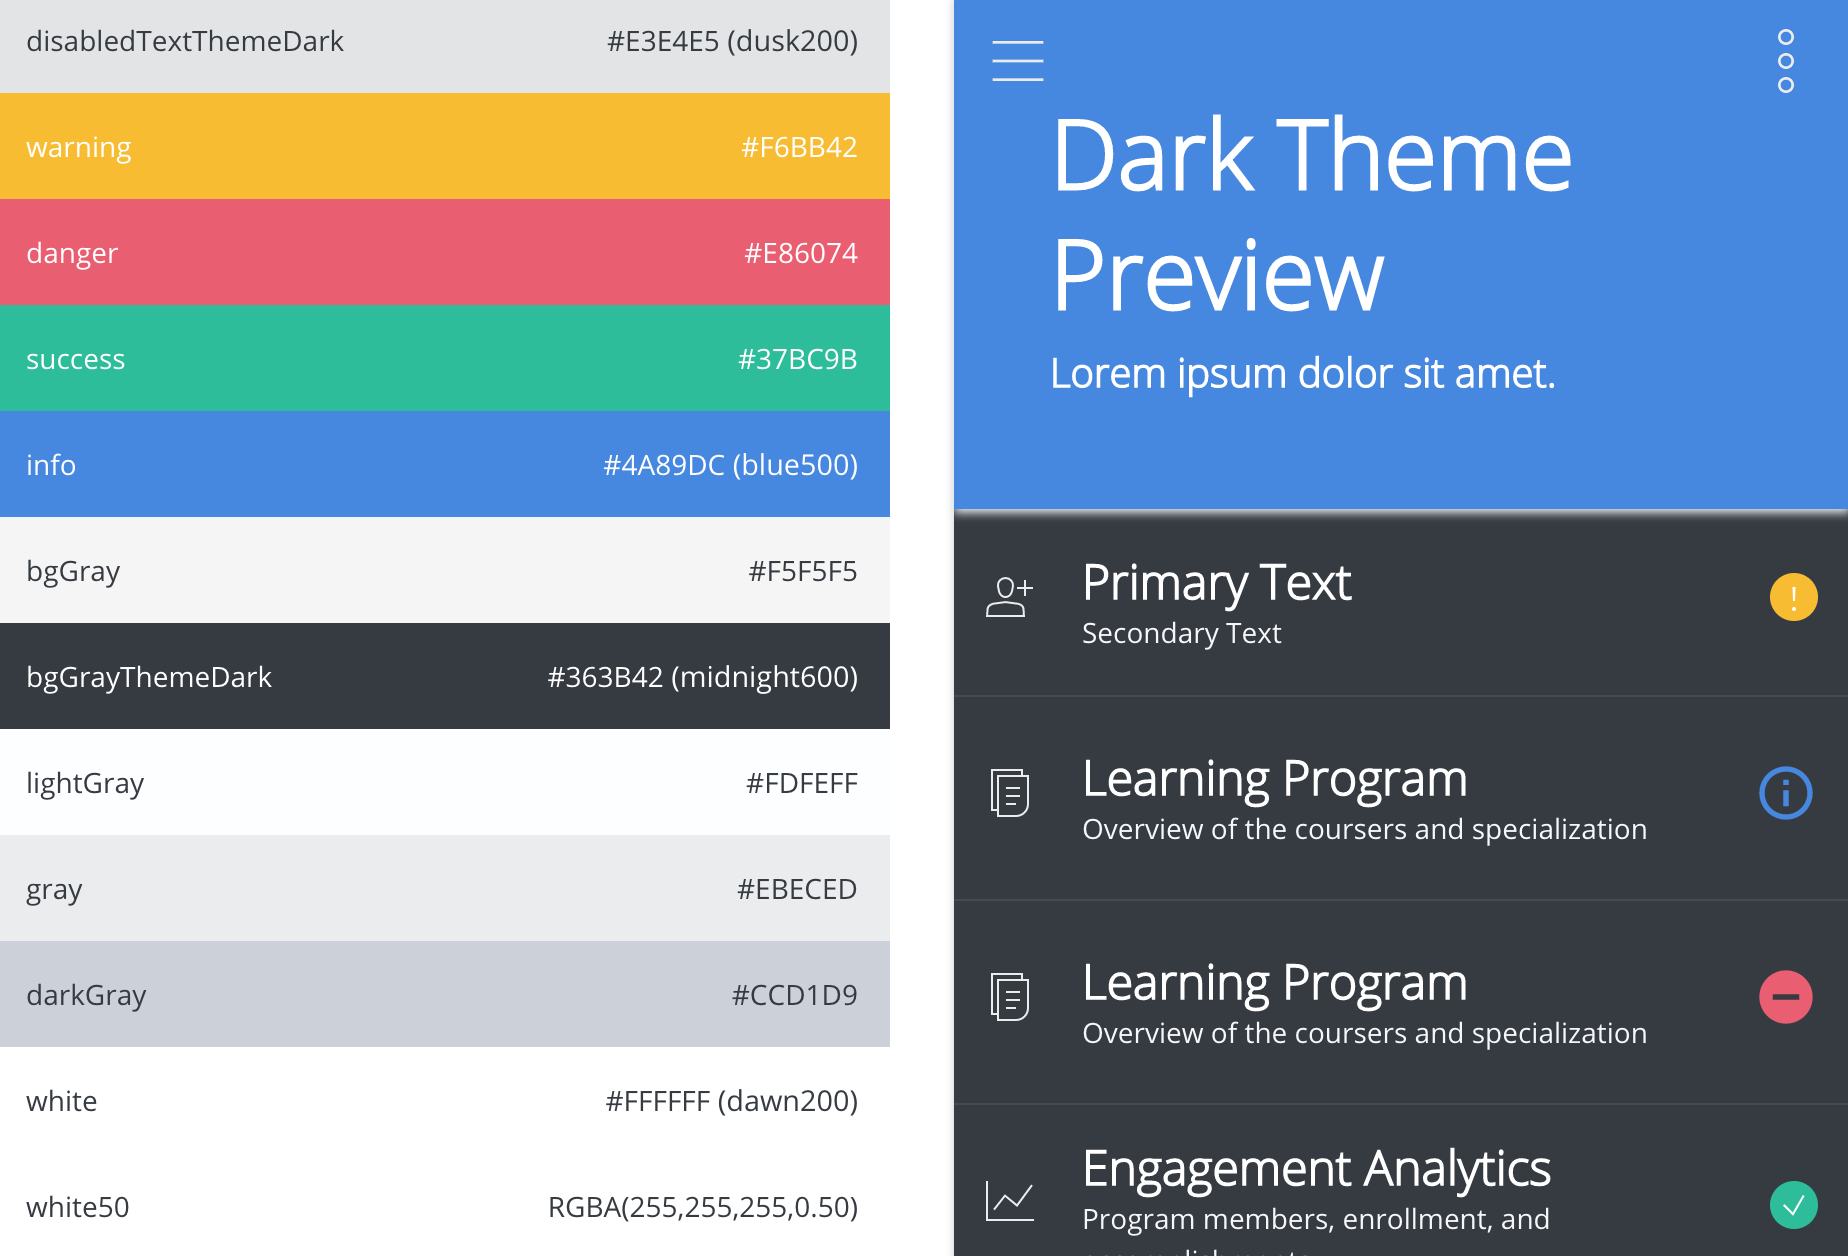 disabledTextThemeDark #E3E4E5 (dusk200)
warning #F6BB42
danger #E86074
success #37BC9B
info #4A89DC (blue500)
bgGray #F5F5F5
bgGrayThemeDark #363B42 (midnight600)
lightGray #FDFEFF
gray #EBECED
darkGray #CCD1D9
white #FFFFFF (dawn200)
white50 RGBA(255,255,255,0.50)
Dark Theme
Preview
Lorem ipsum dolor sit amet.
Primary Text
Secondary Text
Learning Program
Overview of the coursers and specialization
Learning Program
Overview of the coursers and specialization
Engagement Analytics
Program members, enrollment, and